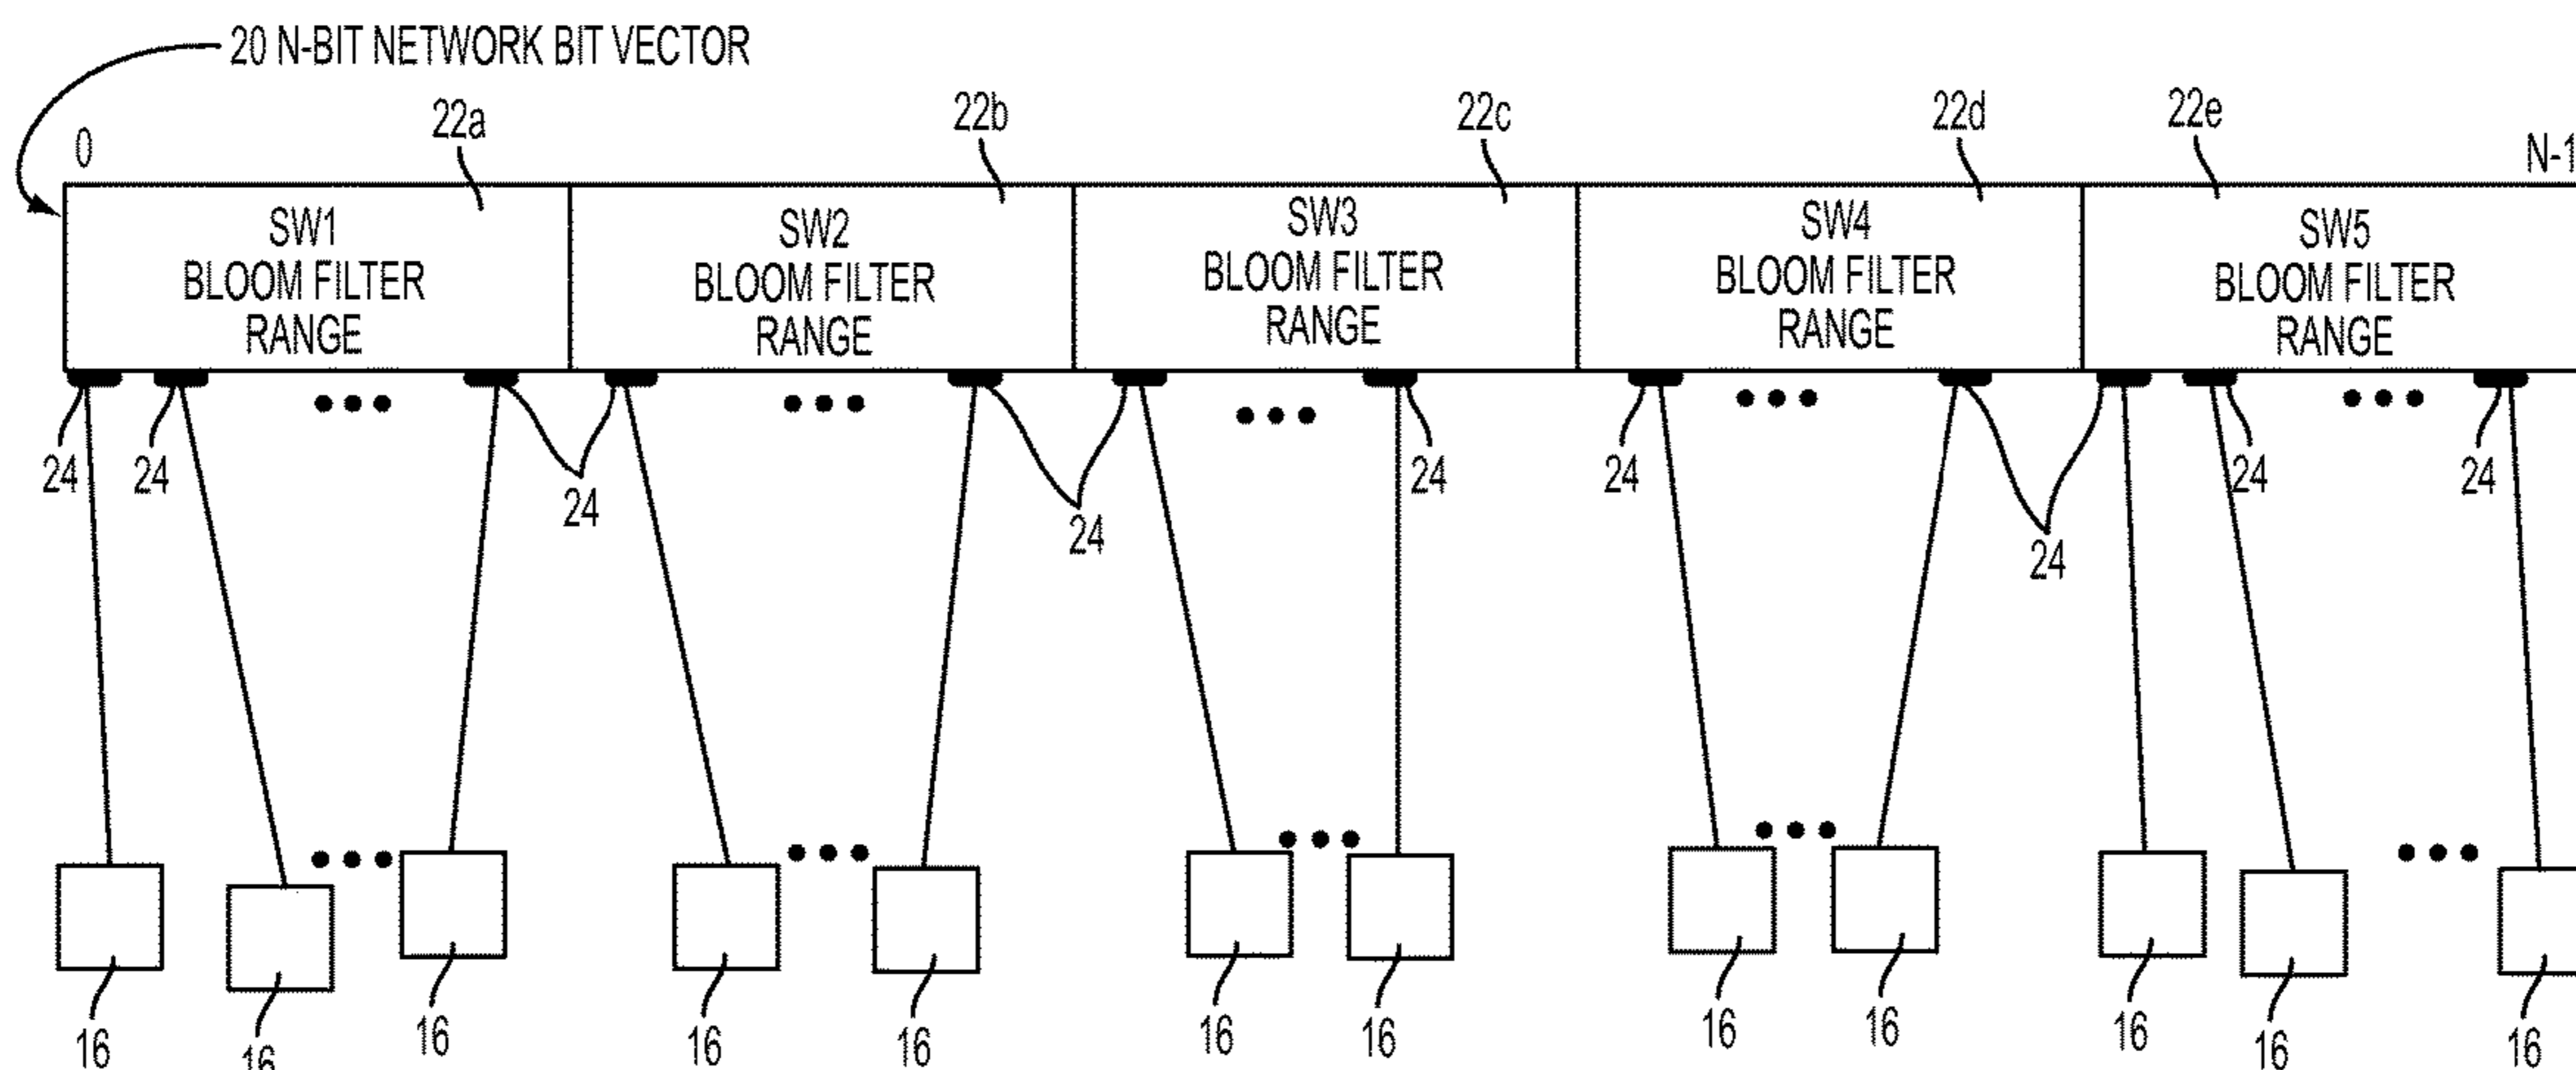 20 N-BIT NETWORK BIT VECTOR
0
22a
22b
22c
22d
22e
N-1
SW1
BLOOM FILTER
RANGE
SW2
BLOOM FILTER
RANGE
SW3
BLOOM FILTER
RANGE
SW4
BLOOM FILTER
RANGE
SW5
BLOOM FILTER
RANGE
24
24
24
24
24
24
24
24
24
16
16
16
16
16
16
16
16
16
16
16
16